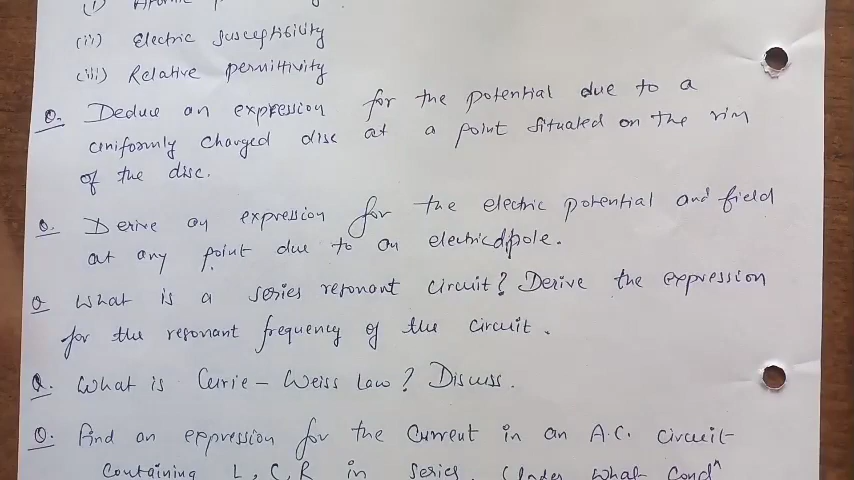 (i)
(ii) Electric susceptibility
(iii) Relative permittivity
Q. Deduce an expression for the potential due to a
uniformly charged disc at a point situated on the rim
of the disc.
Q. Derive an expression for the electric potential and field
at any point due to an electric dipole.
Q What is a series resonant circuit? Derive the expression
for the resonant frequency of the circuit.
Q. What is Curie - Weiss Law? Discuss.
Q. Find an expression for the Current in an A.C. circuit
Containing L, C, R in series. Under what condn